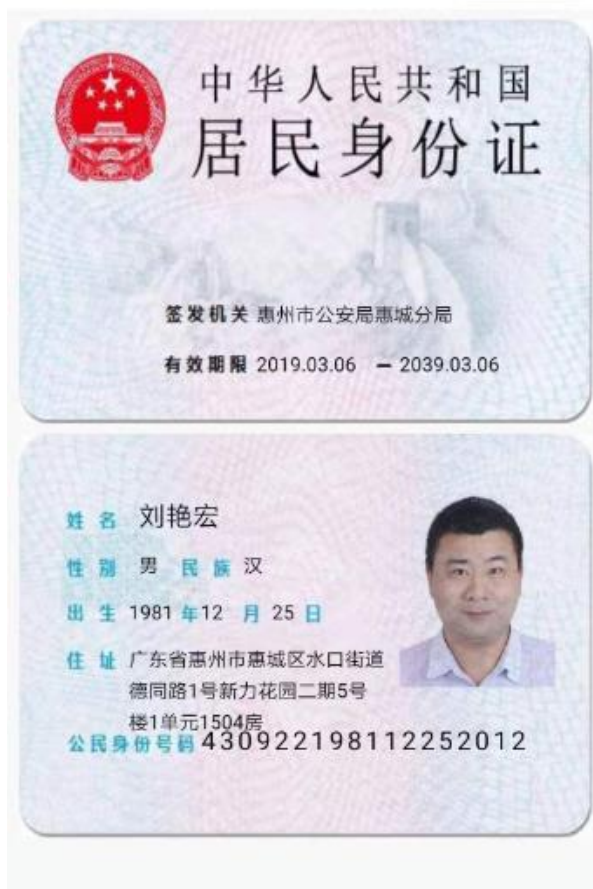 中华人民共和国
居民身份证
签发机关 惠州市公安局惠城分局
有效期限 2019.03.06 - 2039.03.06
姓名 刘艳宏
性别 男 民族 汉
出生 1981 年 12 月 25 日
住址 广东省惠州市惠城区水口街道
德同路1号新力花园二期5号
楼1单元1504房
公民身份号码 430922198112252012